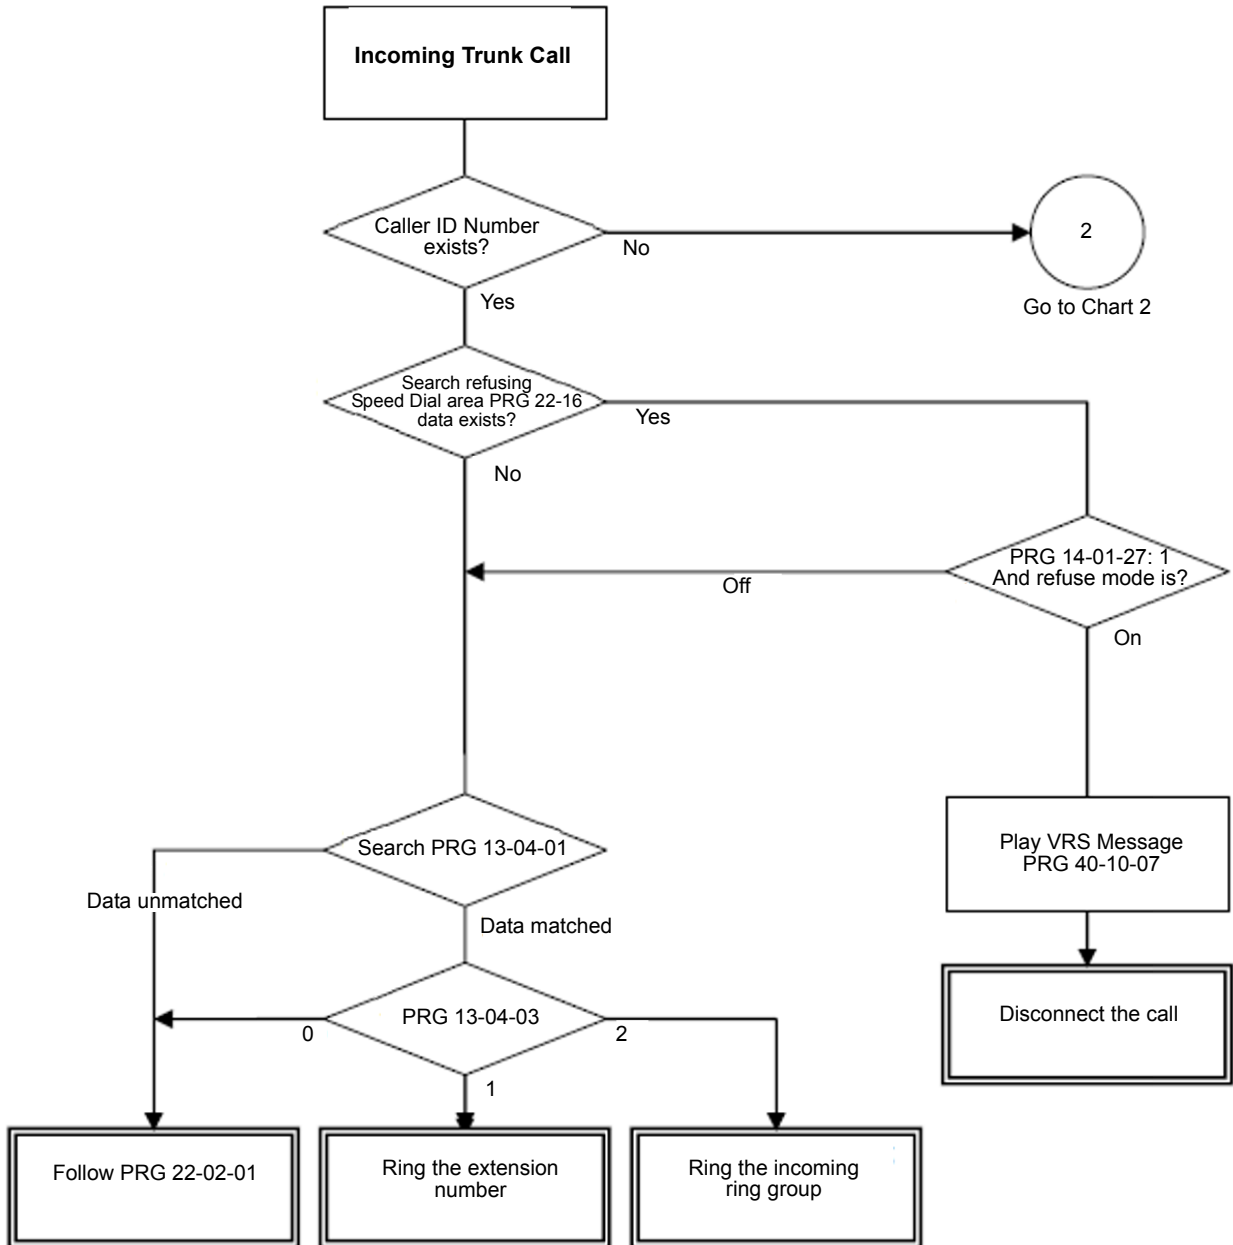 Incoming Trunk Call
Caller ID Number
exists?
No
2
Go to Chart 2
Yes
Search refusing
Speed Dial area PRG 22-16
data exists?
Yes
No
PRG 14-01-27: 1
And refuse mode is?
Off
On
Search PRG 13-04-01
Play VRS Message
PRG 40-10-07
Data unmatched
Data matched
PRG 13-04-03
0
2
1
Disconnect the call
Follow PRG 22-02-01
Ring the extension
number
Ring the incoming
ring group